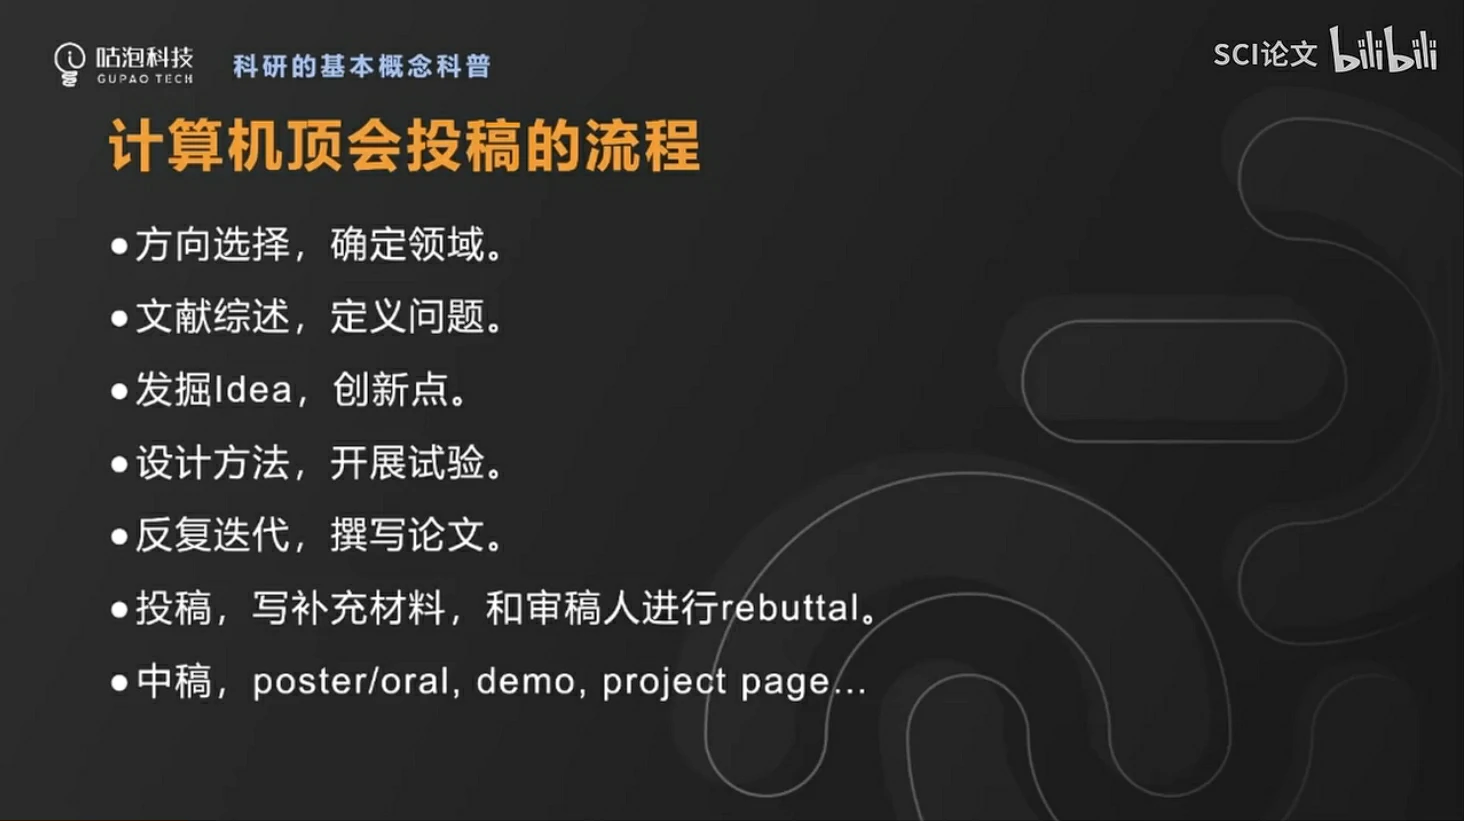 咕泡科技
GUPAO TECH
科研的基本概念科普
SCI论文 bilibili
计算机顶会投稿的流程
●方向选择，确定领域。
●文献综述，定义问题。
●发掘Idea，创新点。
●设计方法，开展试验。
●反复迭代，撰写论文。
●投稿，写补充材料，和审稿人进行rebuttal。
●中稿，poster/oral, demo, project page...